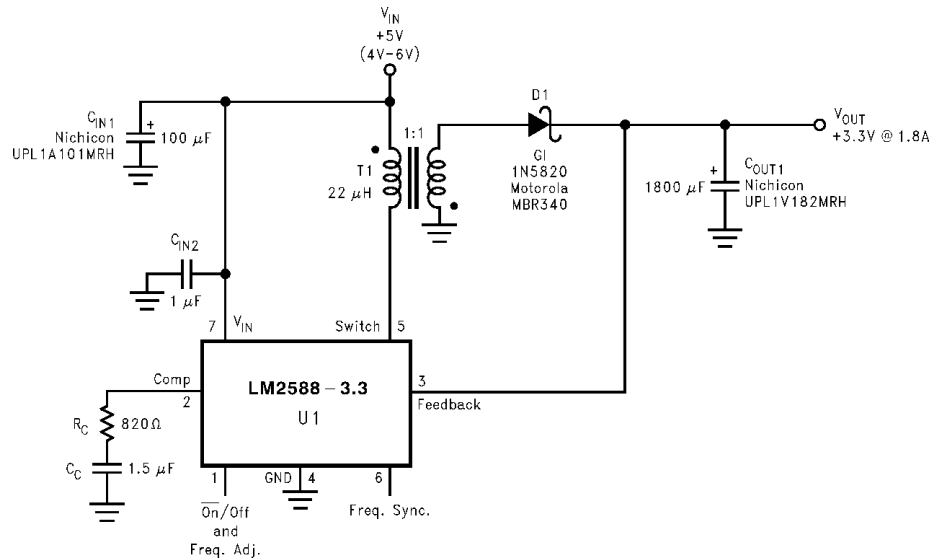 V_IN
+5V
(4V-6V)
C_IN1
Nichicon
UPL1A101MRH
+
100 μF
1:1
T1
22 μH
D1
GI
1N5820
Motorola
MBR340
V_OUT
+3.3V @ 1.8A
+
1800 μF
C_OUT1
Nichicon
UPL1V182MRH
C_IN2
1 μF
7 V_IN
Switch 5
Comp
2
LM2588-3.3
U1
3
Feedback
R_C 820Ω
C_C 1.5 μF
1 GND 4 6
On/Off
and
Freq. Adj.
Freq. Sync.